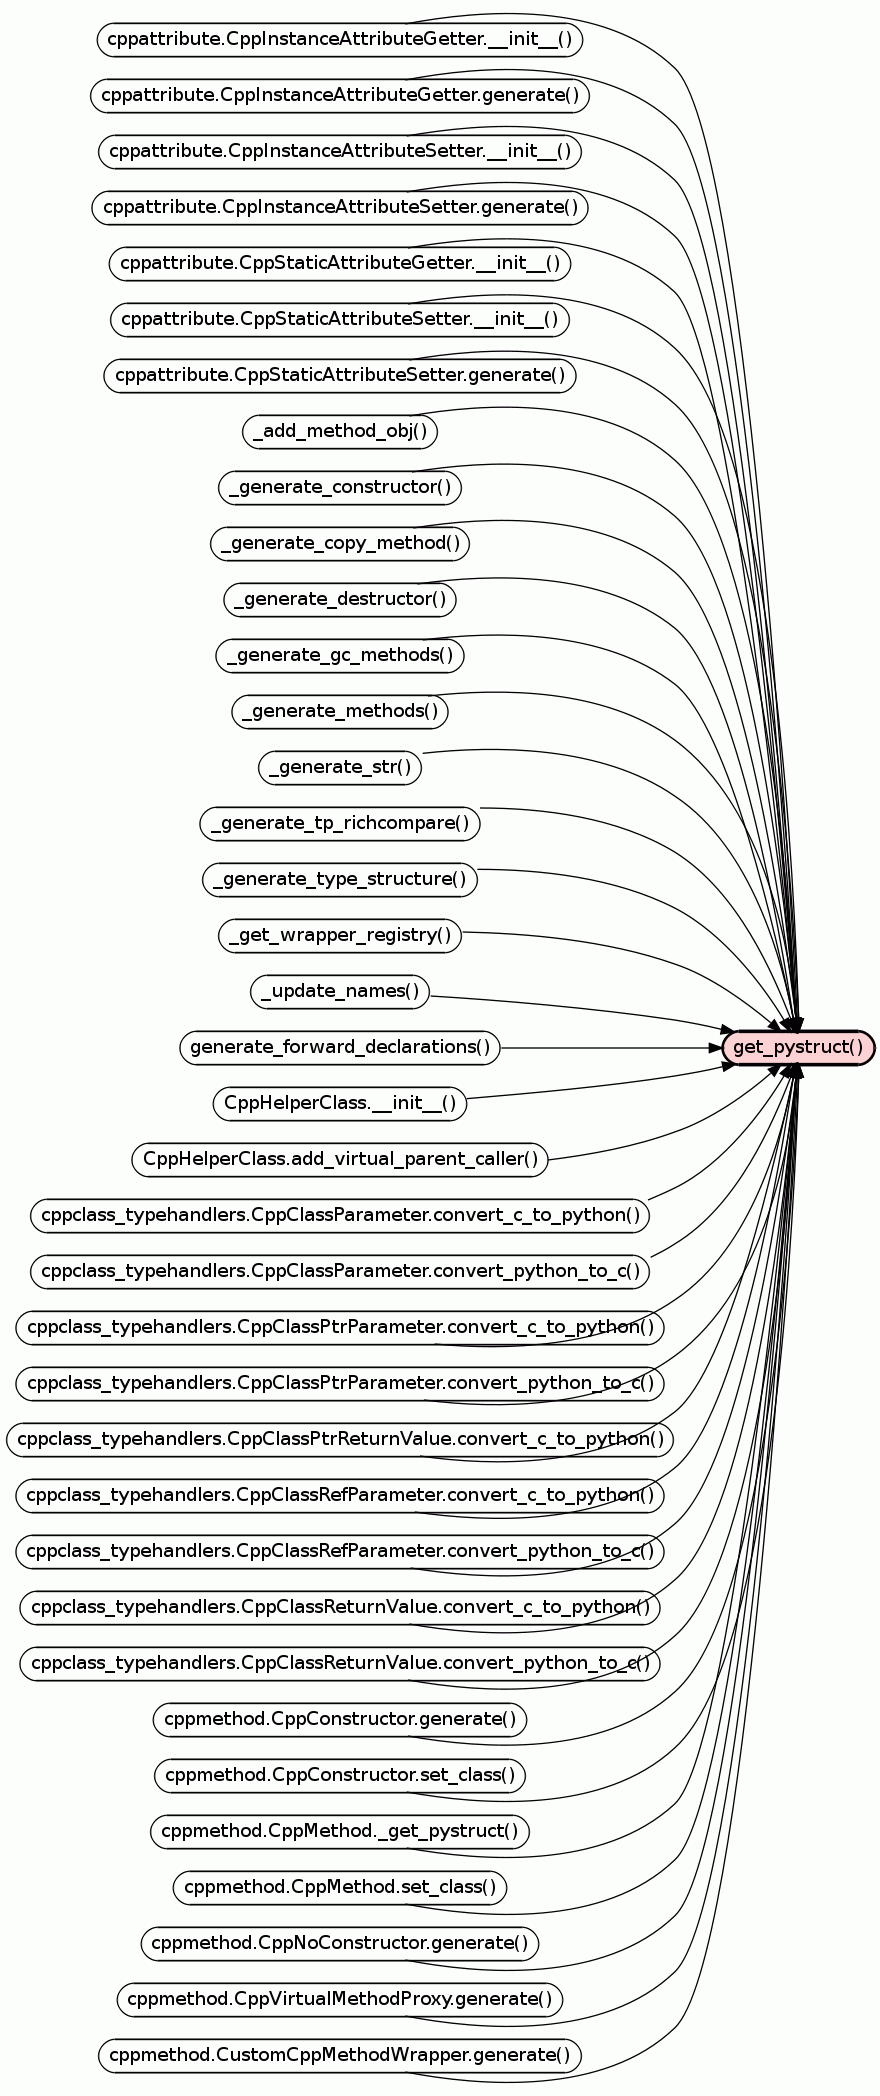 cppattribute.CppInstanceAttributeGetter.__init__()
cppattribute.CppInstanceAttributeGetter.generate()
cppattribute.CppInstanceAttributeSetter.__init__()
cppattribute.CppInstanceAttributeSetter.generate()
cppattribute.CppStaticAttributeGetter.__init__()
cppattribute.CppStaticAttributeSetter.__init__()
cppattribute.CppStaticAttributeSetter.generate()
_add_method_obj()
_generate_constructor()
_generate_copy_method()
_generate_destructor()
_generate_gc_methods()
_generate_methods()
_generate_str()
_generate_tp_richcompare()
_generate_type_structure()
_get_wrapper_registry()
_update_names()
generate_forward_declarations()
get_pystruct()
CppHelperClass.__init__()
CppHelperClass.add_virtual_parent_caller()
cppclass_typehandlers.CppClassParameter.convert_c_to_python()
cppclass_typehandlers.CppClassParameter.convert_python_to_c()
cppclass_typehandlers.CppClassPtrParameter.convert_c_to_python()
cppclass_typehandlers.CppClassPtrParameter.convert_python_to_c()
cppclass_typehandlers.CppClassPtrReturnValue.convert_c_to_python()
cppclass_typehandlers.CppClassRefParameter.convert_c_to_python()
cppclass_typehandlers.CppClassRefParameter.convert_python_to_c()
cppclass_typehandlers.CppClassReturnValue.convert_c_to_python()
cppclass_typehandlers.CppClassReturnValue.convert_python_to_c()
cppmethod.CppConstructor.generate()
cppmethod.CppConstructor.set_class()
cppmethod.CppMethod._get_pystruct()
cppmethod.CppMethod.set_class()
cppmethod.CppNoConstructor.generate()
cppmethod.CppVirtualMethodProxy.generate()
cppmethod.CustomCppMethodWrapper.generate()